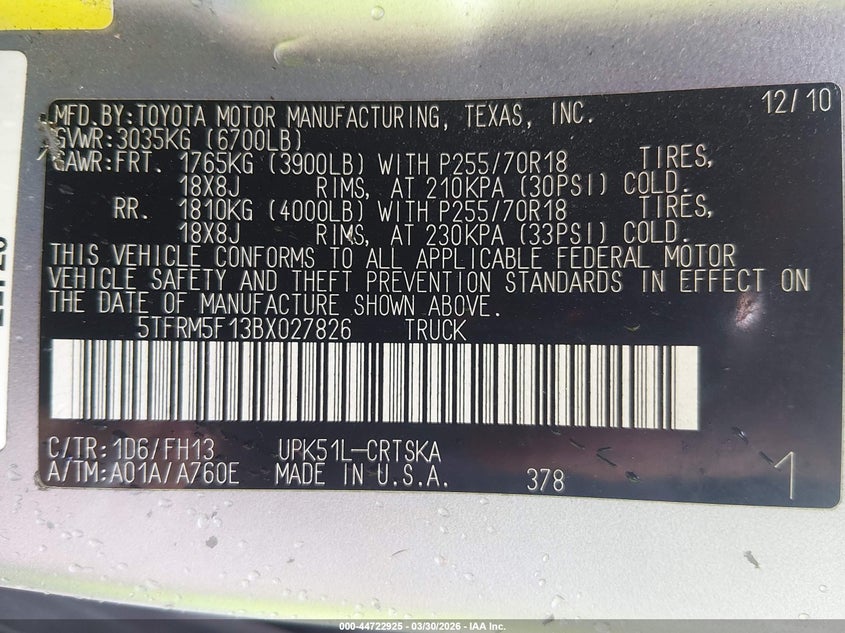 MFD.BY:TOYOTA MOTOR MANUFACTURING, TEXAS, INC. 12/10
GVWR:3035KG (6700LB)
GAWR:FRT. 1765KG (3900LB) WITH P255/70R18 TIRES,
18X8J RIMS, AT 210KPA (30PSI) COLD.
RR. 1810KG (4000LB) WITH P255/70R18 TIRES,
18X8J RIMS, AT 230KPA (33PSI) COLD.
THIS VEHICLE CONFORMS TO ALL APPLICABLE FEDERAL MOTOR
VEHICLE SAFETY AND THEFT PREVENTION STANDARDS IN EFFECT ON
THE DATE OF MANUFACTURE SHOWN ABOVE.
5TFRM5F13BX027826 TRUCK
C/TR:1D6/FH13 UPK51L-CRTSKA
A/TM:A01A/A760E MADE IN U.S.A. 378 1
000-44722925 - 03/30/2026 - IAA Inc.